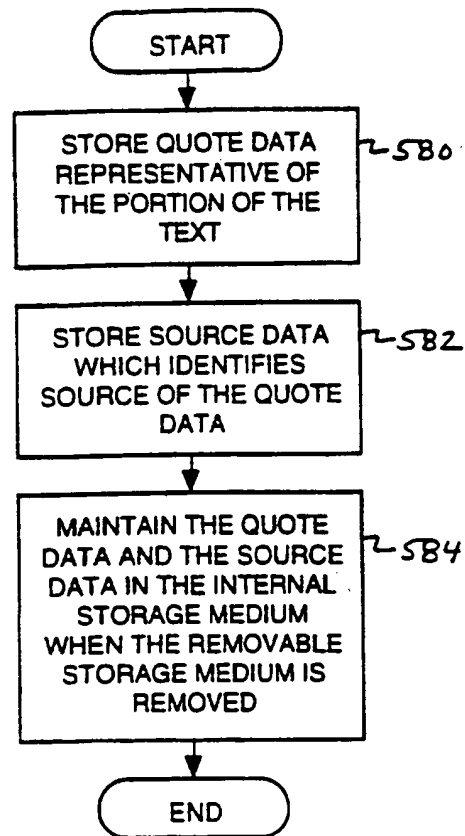 START
STORE QUOTE DATA
REPRESENTATIVE OF
THE PORTION OF THE
TEXT
580
STORE SOURCE DATA
WHICH IDENTIFIES
SOURCE OF THE QUOTE
DATA
582
MAINTAIN THE QUOTE
DATA AND THE SOURCE
DATA IN THE INTERNAL
STORAGE MEDIUM
WHEN THE REMOVABLE
STORAGE MEDIUM IS
REMOVED
584
END